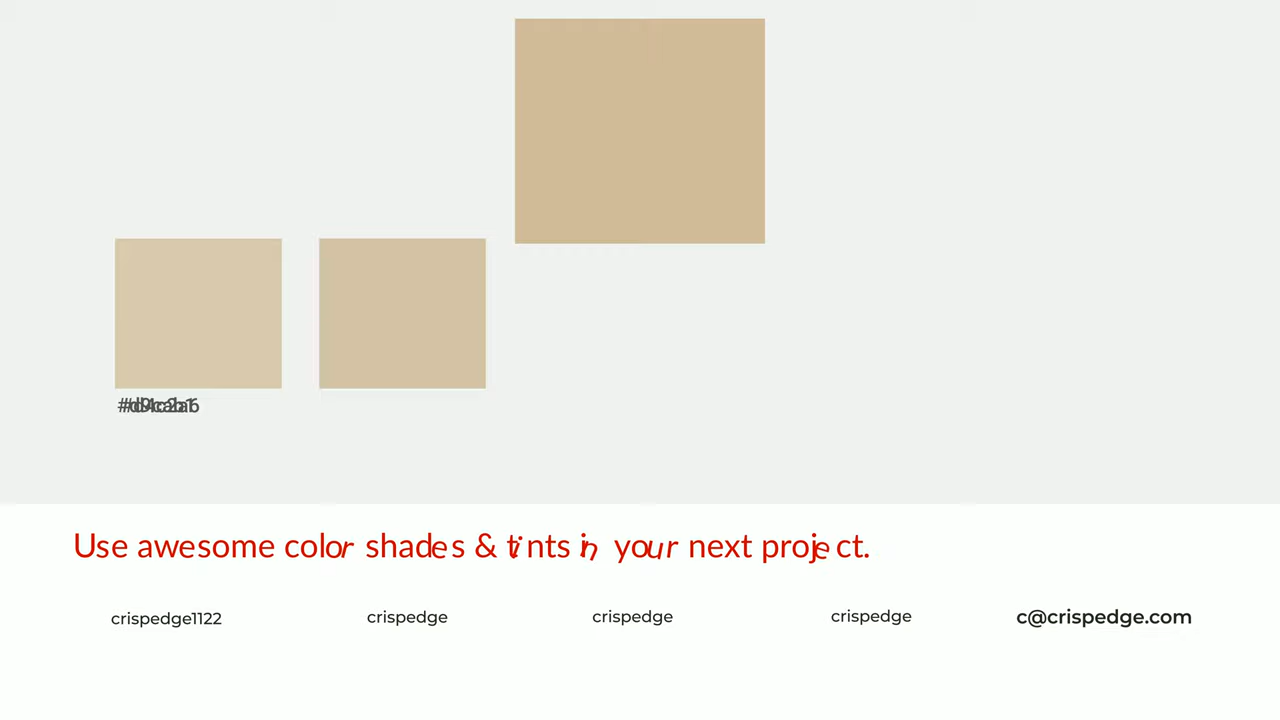 Use awesome color shades & tints in your next project.
crispedge1122 crispedge crispedge crispedge c@crispedge.com